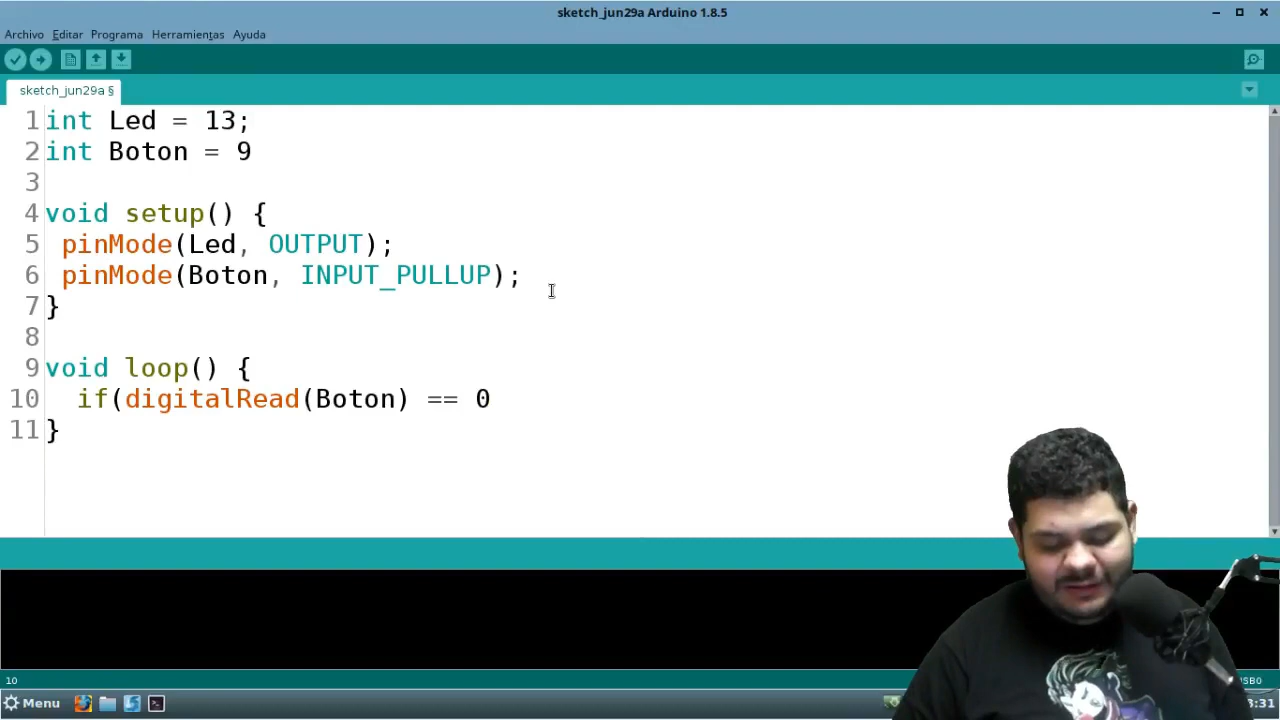 sketch_jun29a Arduino 1.8.5
Archivo Editar Programa Herramientas Ayuda
sketch_jun29a §
1 int Led = 13;
2 int Boton = 9
3
4 void setup() {
5 pinMode(Led, OUTPUT);
6 pinMode(Boton, INPUT_PULLUP);
7 }
8
9 void loop() {
10 if(digitalRead(Boton) == 0
11 }
10
Menu